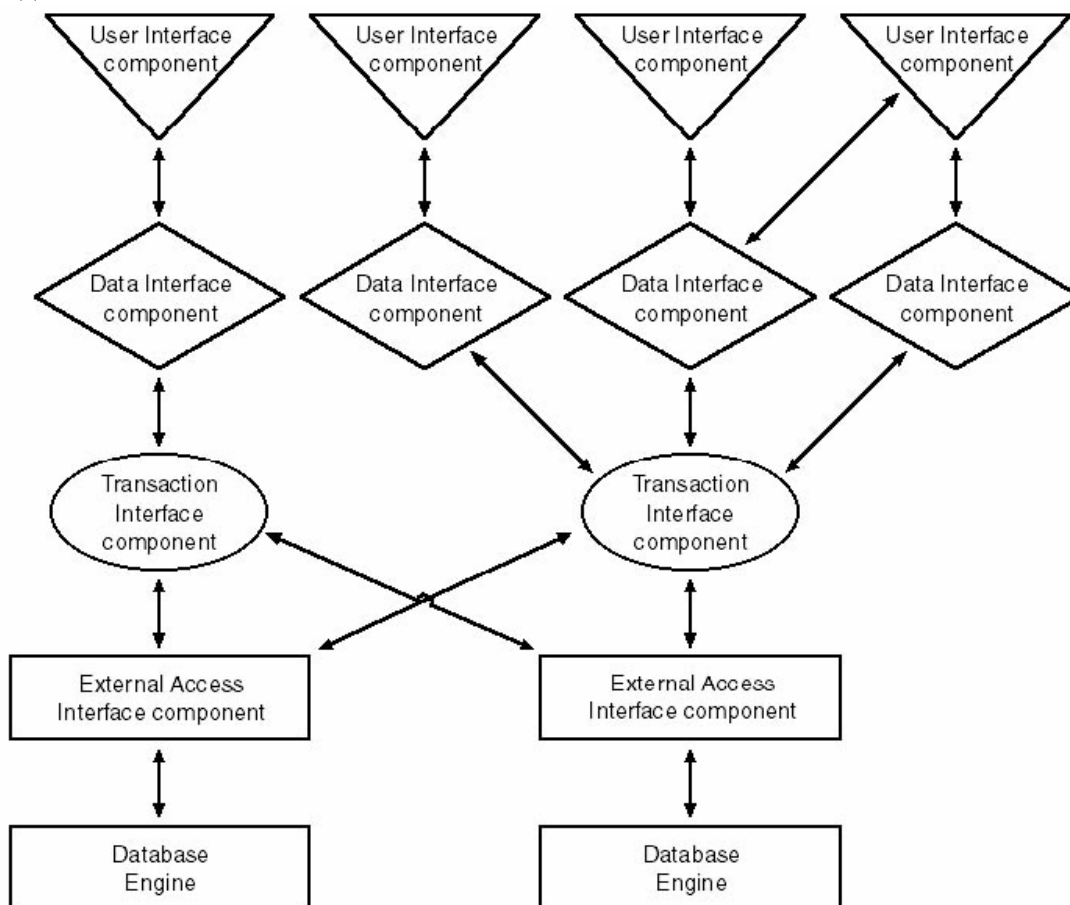 User Interface
component
User Interface
component
User Interface
component
User Interface
component
Data Interface
component
Data Interface
component
Data Interface
component
Data Interface
component
Transaction
Interface
component
Transaction
Interface
component
External Access
Interface component
External Access
Interface component
Database
Engine
Database
Engine